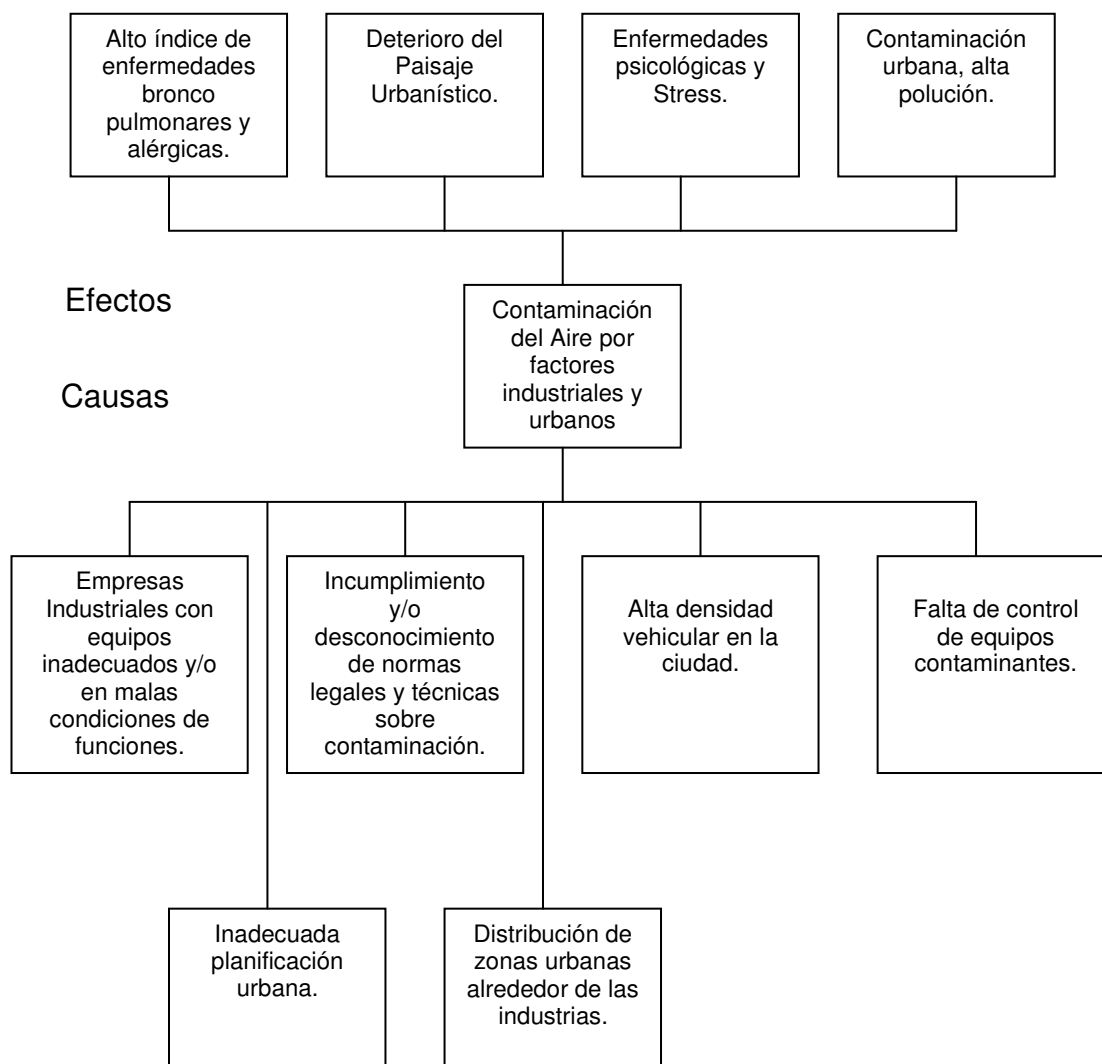 Alto índice de
enfermedades
bronco
pulmonares y
alérgicas.
Deterioro del
Paisaje
Urbanístico.
Enfermedades
psicológicas y
Stress.
Contaminación
urbana, alta
polución.
Efectos
Contaminación
del Aire por
factores
industriales y
urbanos
Causas
Empresas
Industriales con
equipos
inadecuados y/o
en malas
condiciones de
funciones.
Incumplimiento
y/o
desconocimiento
de normas
legales y técnicas
sobre
contaminación.
Alta densidad
vehicular en la
ciudad.
Falta de control
de equipos
contaminantes.
Inadecuada
planificación
urbana.
Distribución de
zonas urbanas
alrededor de las
industrias.